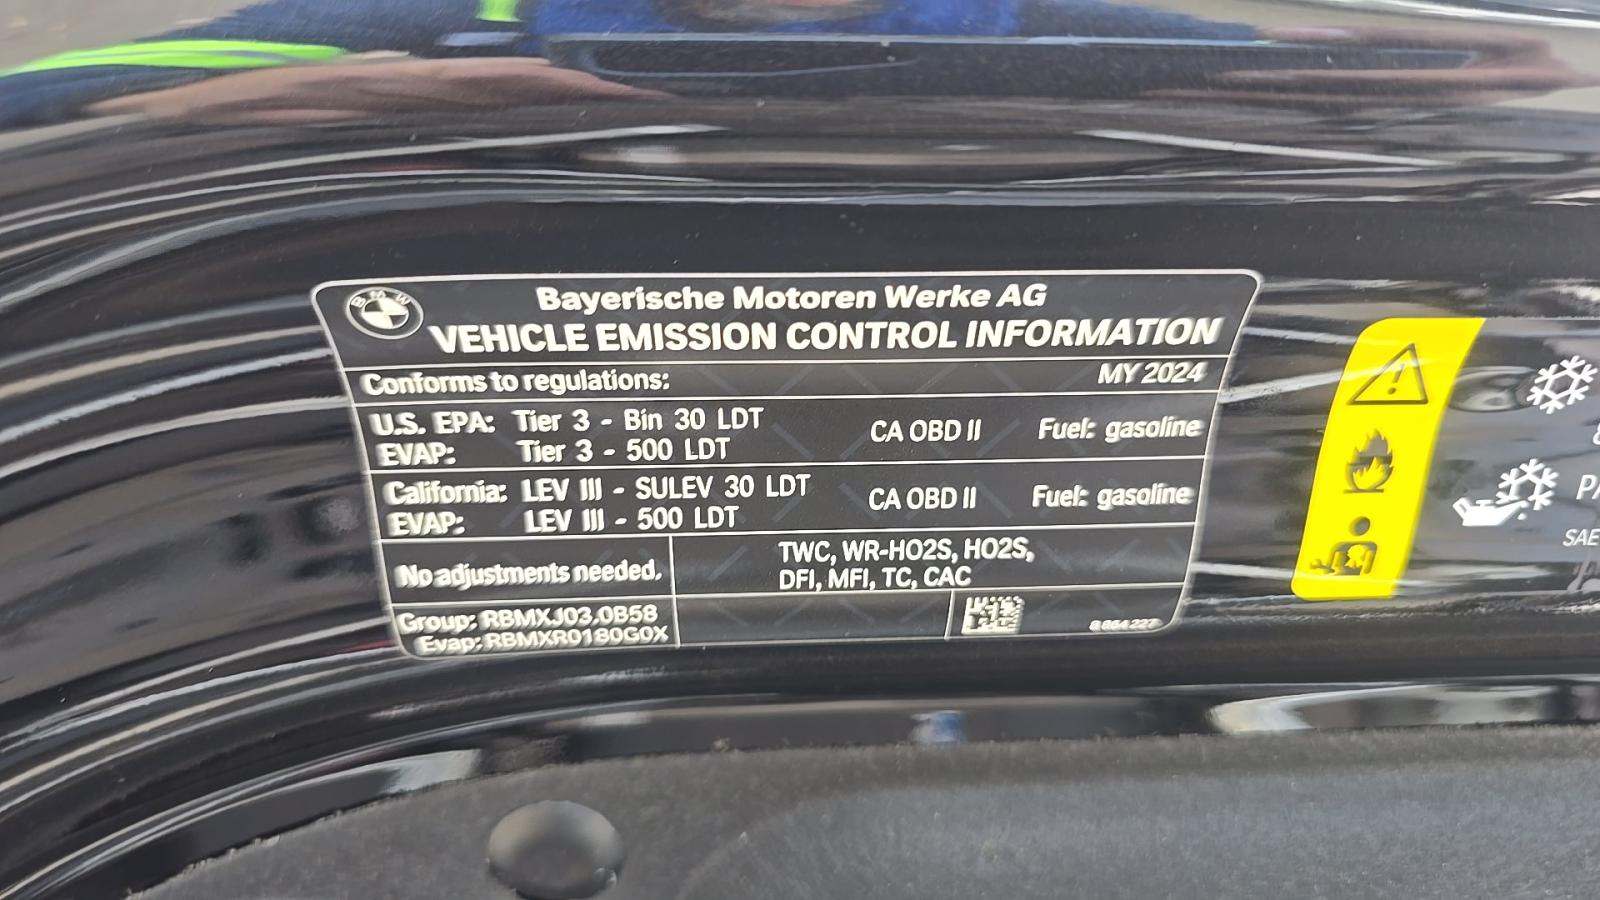 BMW
Bayerische Motoren Werke AG
VEHICLE EMISSION CONTROL INFORMATION
Conforms to regulations: MY 2024
U.S. EPA: Tier 3 - Bin 30 LDT CA OBD II Fuel: gasoline
EVAP: Tier 3 - 500 LDT
California: LEV III - SULEV 30 LDT CA OBD II Fuel: gasoline
EVAP: LEV III - 500 LDT
No adjustments needed.
TWC, WR-HO2S, HO2S,
DFI, MFI, TC, CAC
Group: RBMXJ03.0B58
Evap: RBMXR0180G0X
SAE